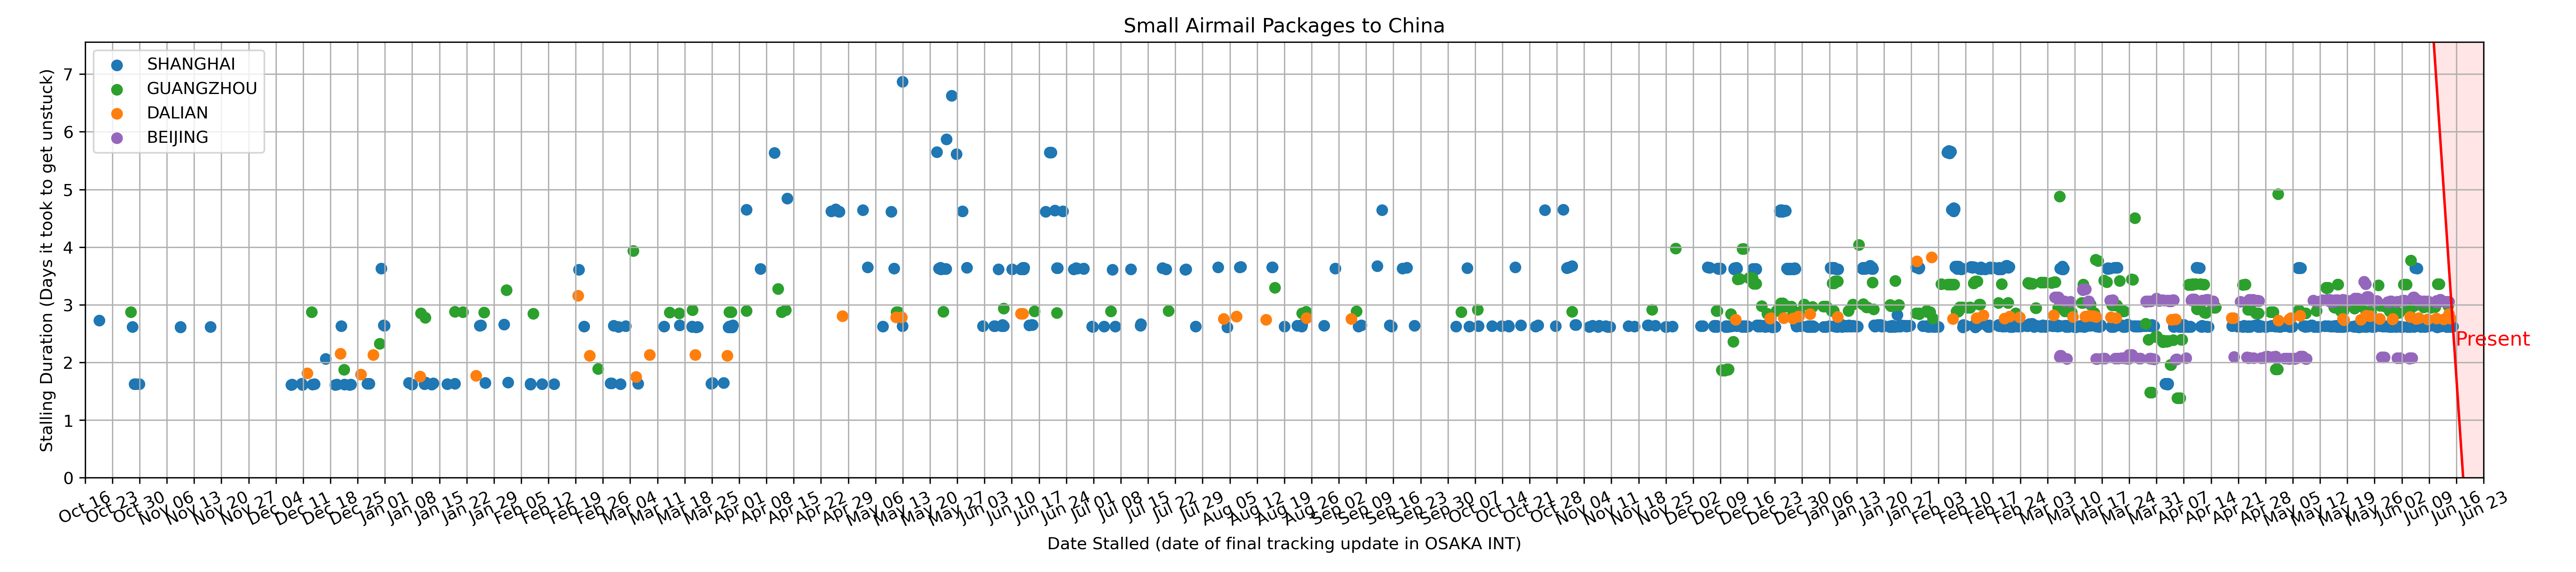 Small Airmail Packages to China
SHANGHAI
GUANGZHOU
DALIAN
BEIJING
Stalling Duration (Days it took to get unstuck)
7
6
5
4
3
2
1
0
Present
Oct 16
Oct 23
Oct 30
Nov 06
Nov 13
Nov 20
Nov 27
Dec 04
Dec 11
Dec 18
Dec 25
Jan 01
Jan 08
Jan 15
Jan 22
Jan 29
Feb 05
Feb 12
Feb 19
Feb 26
Mar 04
Mar 11
Mar 18
Mar 25
Apr 01
Apr 08
Apr 15
Apr 22
Apr 29
May 06
May 13
May 20
May 27
Jun 03
Jun 10
Jun 17
Jun 24
Jul 01
Jul 08
Jul 15
Jul 22
Jul 29
Aug 05
Aug 12
Aug 19
Aug 26
Sep 02
Sep 09
Sep 16
Sep 23
Sep 30
Oct 07
Oct 14
Oct 21
Oct 28
Nov 04
Nov 11
Nov 18
Nov 25
Dec 02
Dec 09
Dec 16
Dec 23
Dec 30
Jan 06
Jan 13
Jan 20
Jan 27
Feb 03
Feb 10
Feb 17
Feb 24
Mar 03
Mar 10
Mar 17
Mar 24
Mar 31
Apr 07
Apr 14
Apr 21
Apr 28
May 05
May 12
May 19
May 26
Jun 02
Jun 09
Jun 16
Jun 23
Date Stalled (date of final tracking update in OSAKA INT)